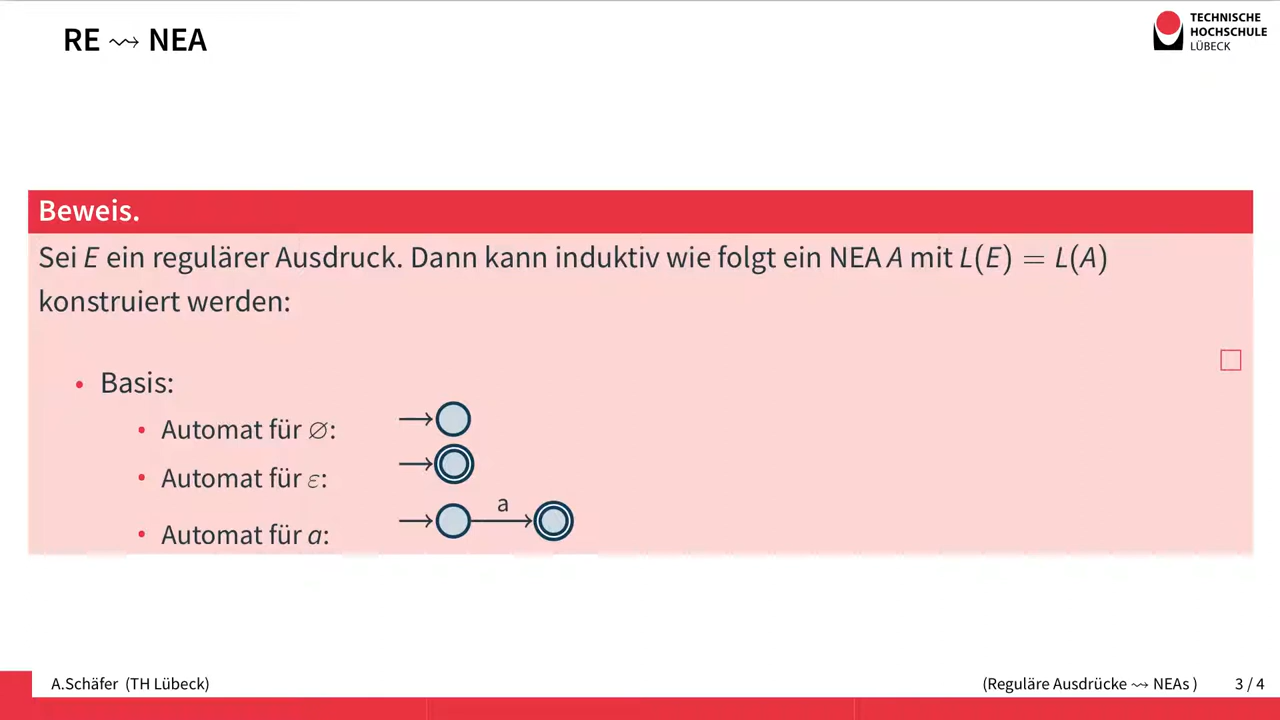 RE ⇝ NEA
TECHNISCHE
HOCHSCHULE
LÜBECK
Beweis.
Sei E ein regulärer Ausdruck. Dann kann induktiv wie folgt ein NEA A mit L(E) = L(A)
konstruiert werden:
• Basis:
• Automat für ∅:
• Automat für ε:
a
• Automat für a:
A.Schäfer (TH Lübeck)
(Reguläre Ausdrücke ⇝ NEAs )
3 / 4